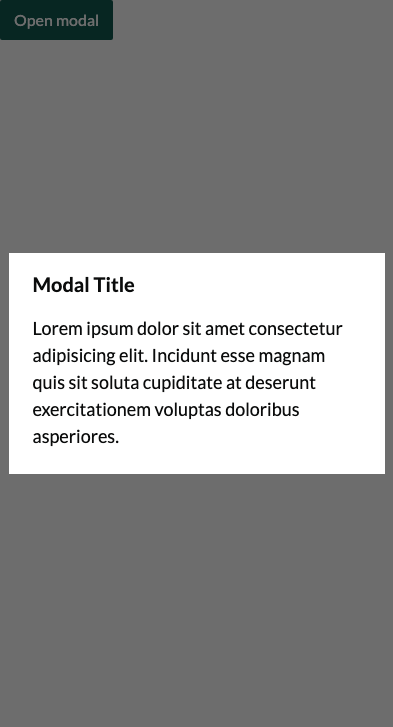 Open modal
Modal Title
Lorem ipsum dolor sit amet consectetur
adipisicing elit. Incidunt esse magnam
quis sit soluta cupiditate at deserunt
exercitationem voluptas doloribus
asperiores.